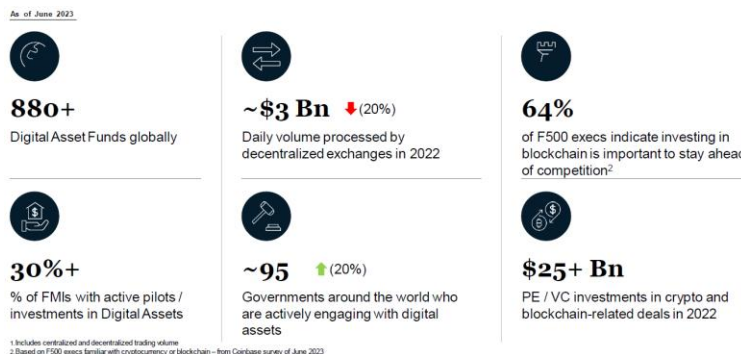 As of June 2023
880+
Digital Asset Funds globally
~$3 Bn (20%)
Daily volume processed by
decentralized exchanges in 2022
64%
of F500 execs indicate investing in
blockchain is important to stay ahead
of competition2
30%+
% of FMIs with active pilots /
investments in Digital Assets
~95 (20%)
Governments around the world who
are actively engaging with digital
assets
$25+ Bn
PE / VC investments in crypto and
blockchain-related deals in 2022
1 Includes centralized and decentralized trading volume
2 Based on F500 execs familiar with cryptocurrency or blockchain – from Coinbase survey of June 2023